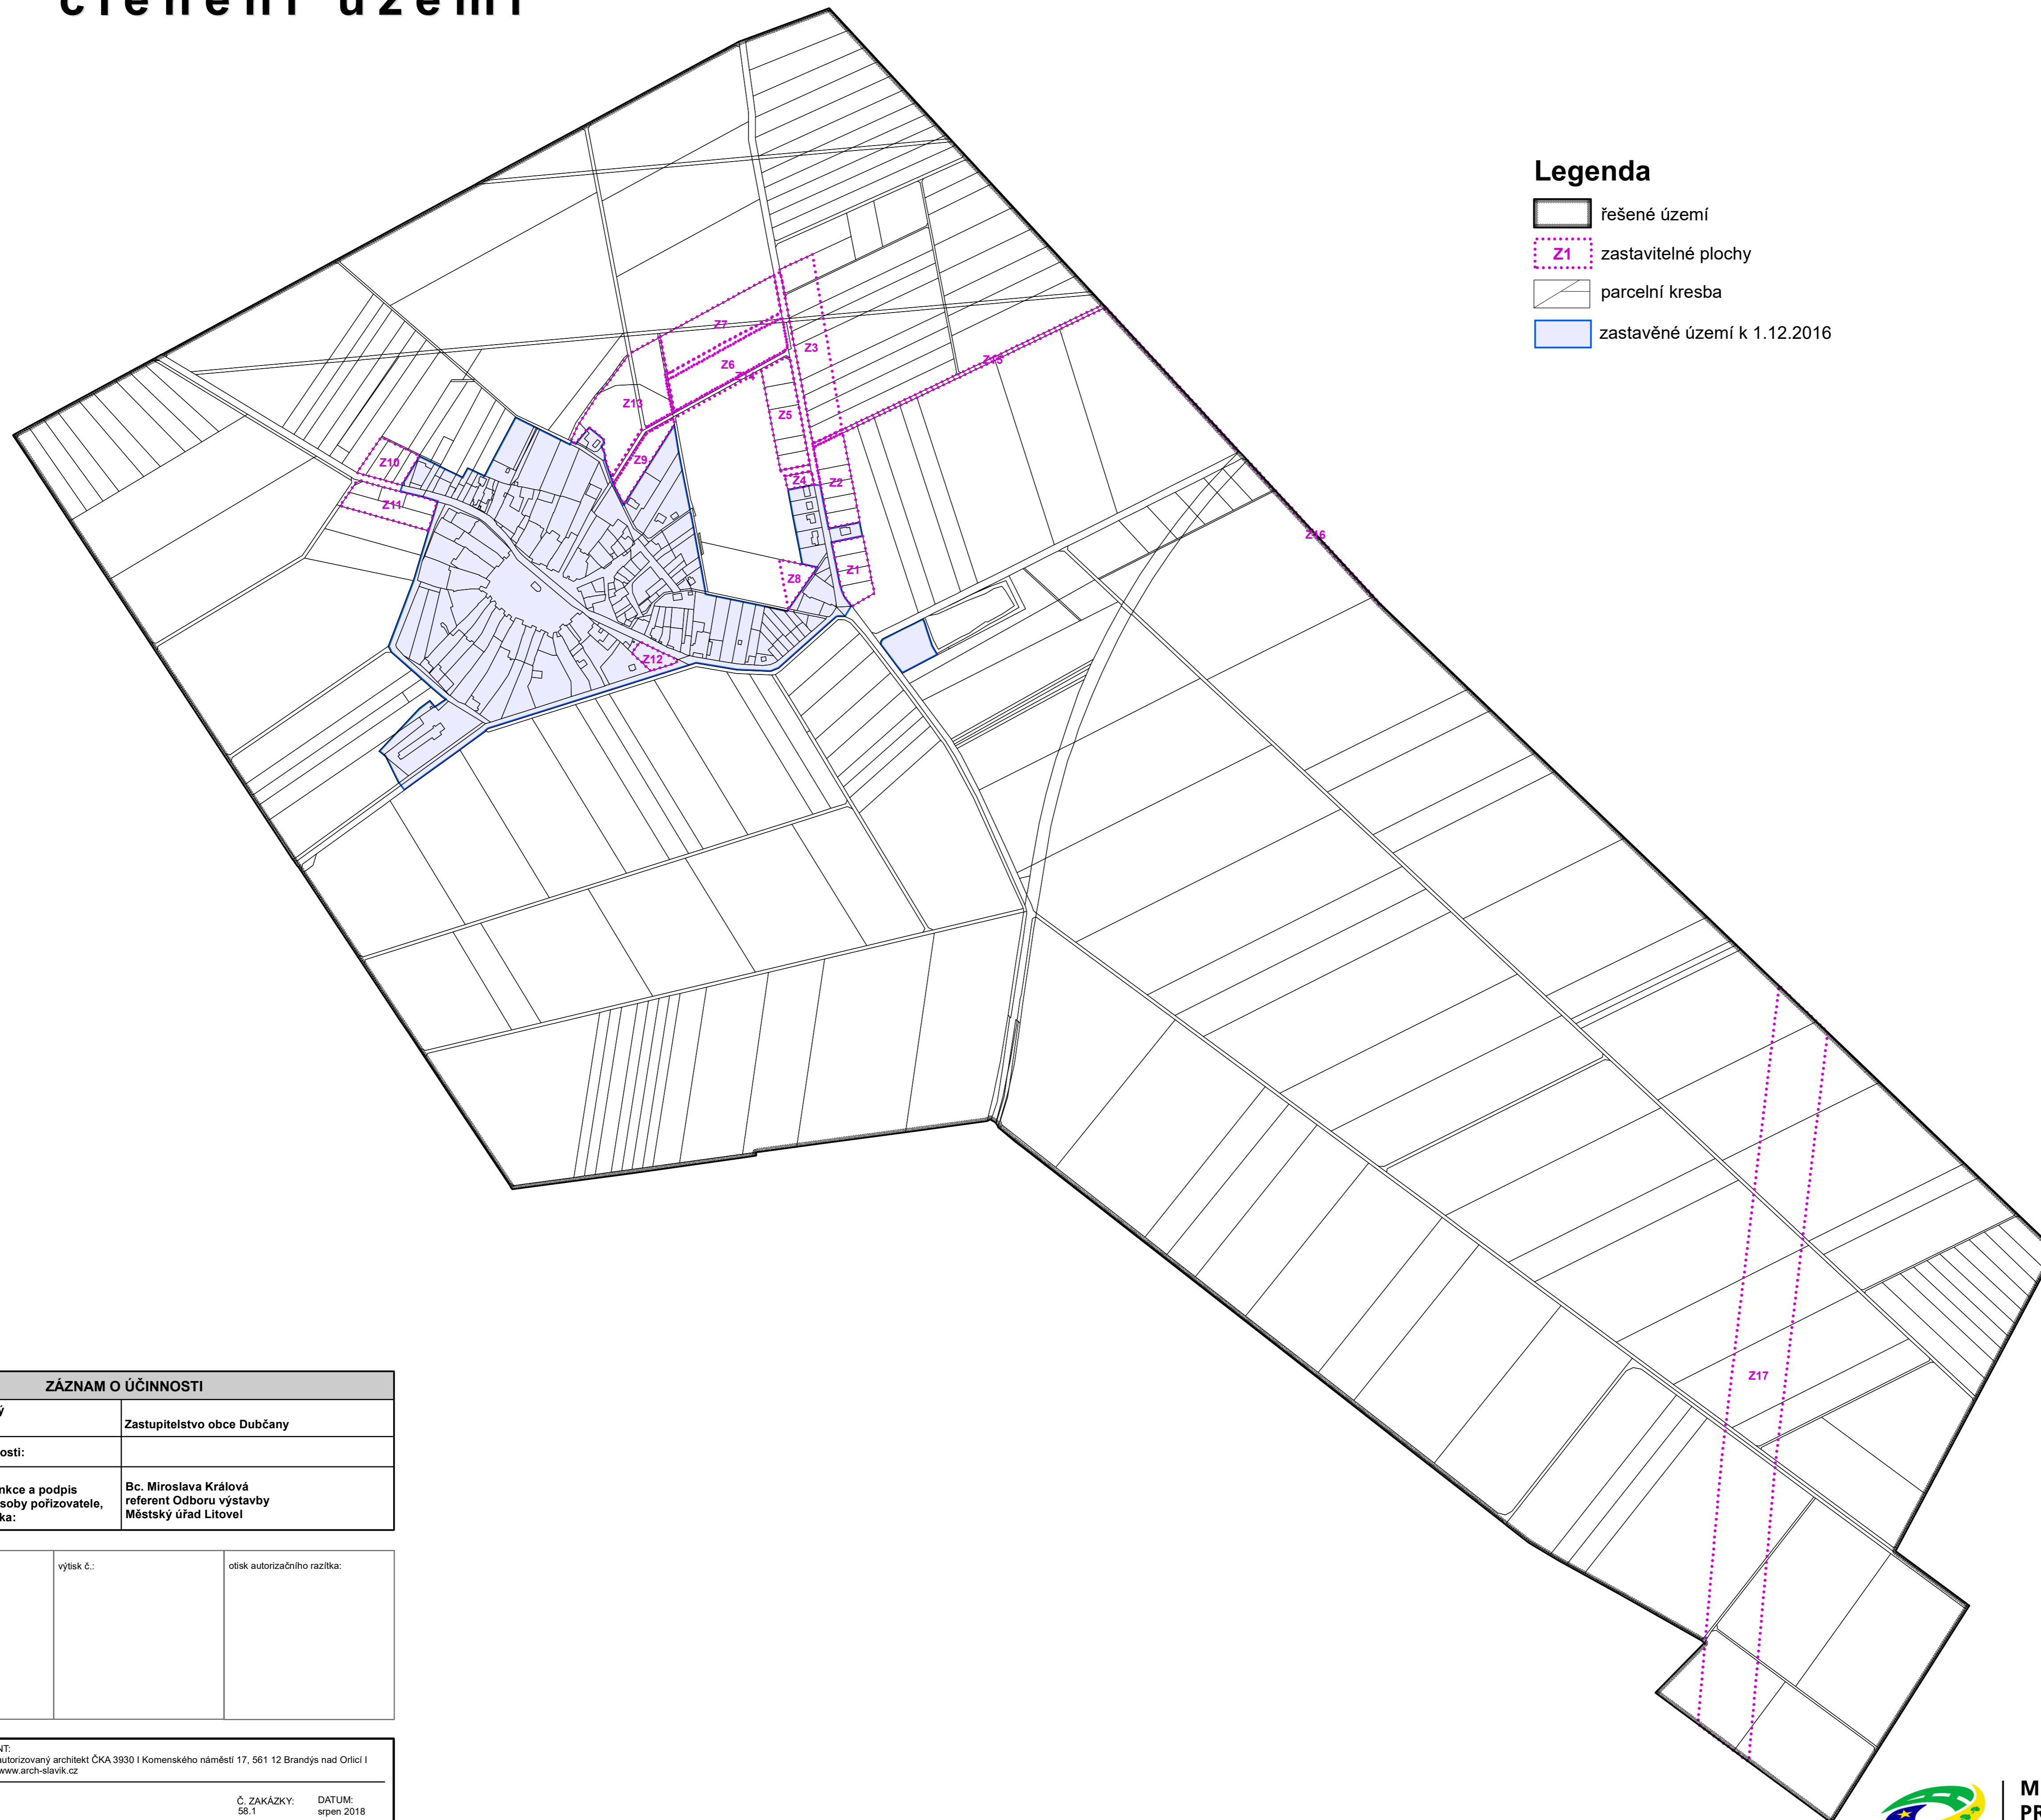 členění území
Legenda
řešené území
Z1 zastavitelné plochy
parcelní kresba
zastavěné území k 1.12.2016
Z7
Z3
Z6
Z14
Z15
Z13
Z5
Z9
Z10
Z4
Z2
Z11
Z16
Z1
Z8
Z12
Z17
ZÁZNAM O ÚČINNOSTI
ý
Zastupitelstvo obce Dubčany
osti:
nkce a podpis
soby pořizovatele,
ka:
Bc. Miroslava Králová
referent Odboru výstavby
Městský úřad Litovel
výtisk č.:
otisk autorizačního razítka:
NT:
autorizovaný architekt ČKA 3930 I Komenského náměstí 17, 561 12 Brandýs nad Orlicí I
www.arch-slavik.cz
Č. ZAKÁZKY:
58.1
DATUM:
srpen 2018